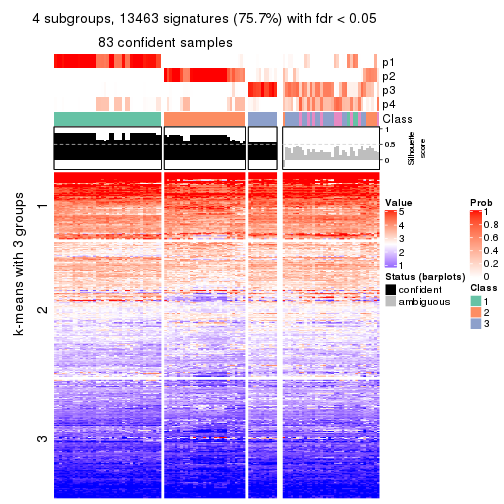 4 subgroups, 13463 signatures (75.7%) with fdr < 0.05
83 confident samples
p1
p2
p3
p4
Class
1
0.5
0
Silhouette
score
k-means with 3 groups
1
2
3
Value
5
4
3
2
1
Status (barplots)
confident
ambiguous
Prob
1
0.8
0.6
0.4
0.2
0
Class
1
2
3